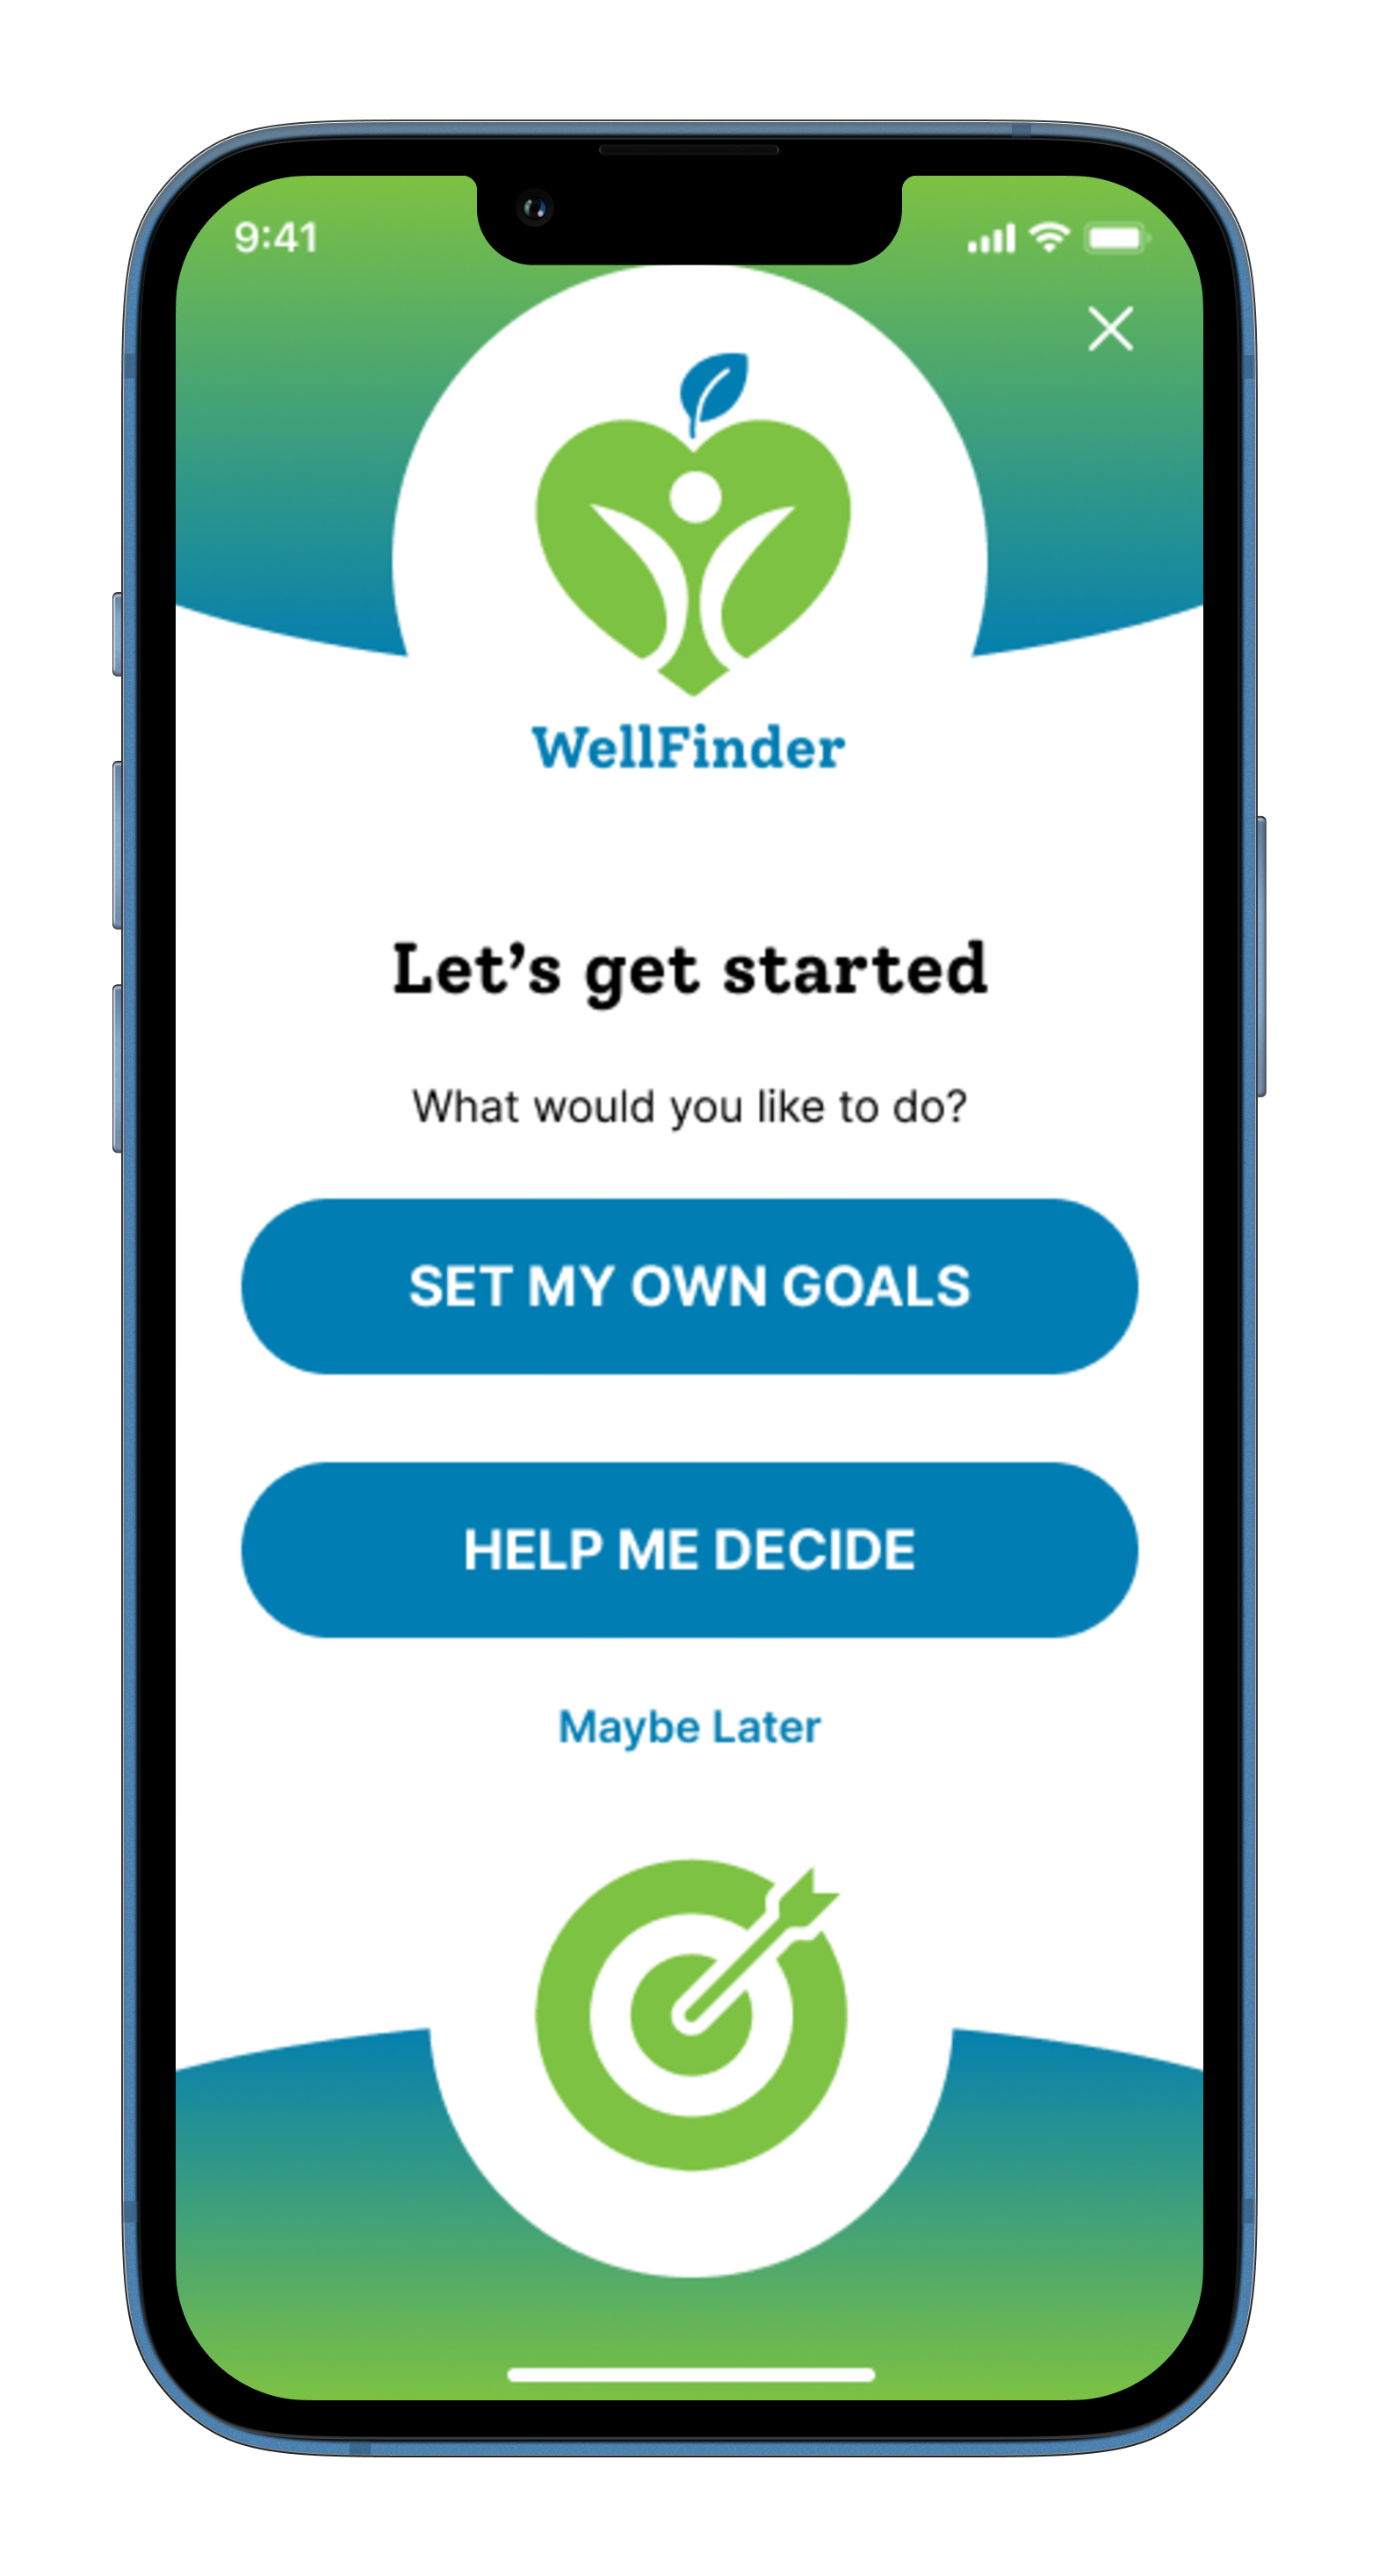 9:41
WellFinder
Let’s get started
What would you like to do?
SET MY OWN GOALS
HELP ME DECIDE
Maybe Later